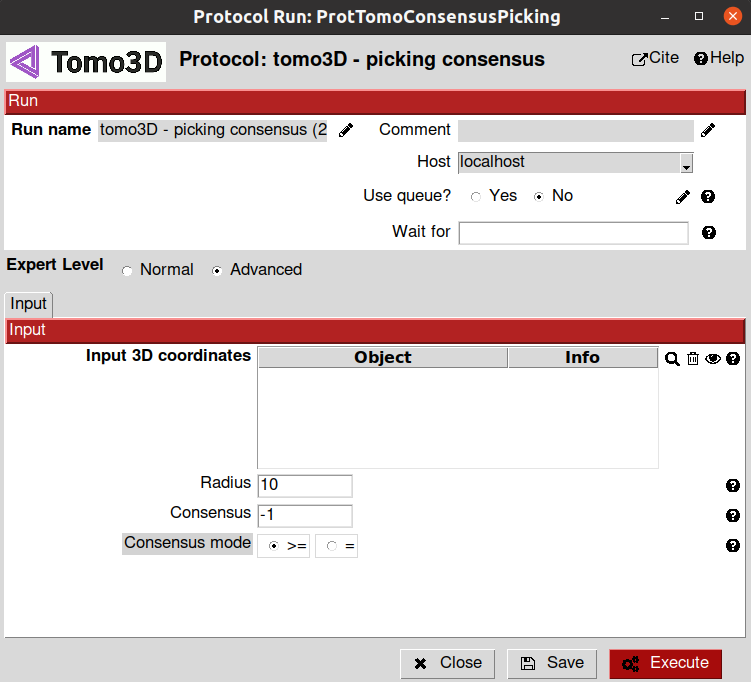 Protocol Run: ProtTomoConsensusPicking
Tomo3D Protocol: tomo3D - picking consensus Cite Help
Run
Run name tomo3D - picking consensus (2 Comment
Host localhost
Use queue? Yes No
Wait for
Expert Level Normal Advanced
Input
Input
Input 3D coordinates Object Info
Radius 10
Consensus -1
Consensus mode >= =
Close Save Execute